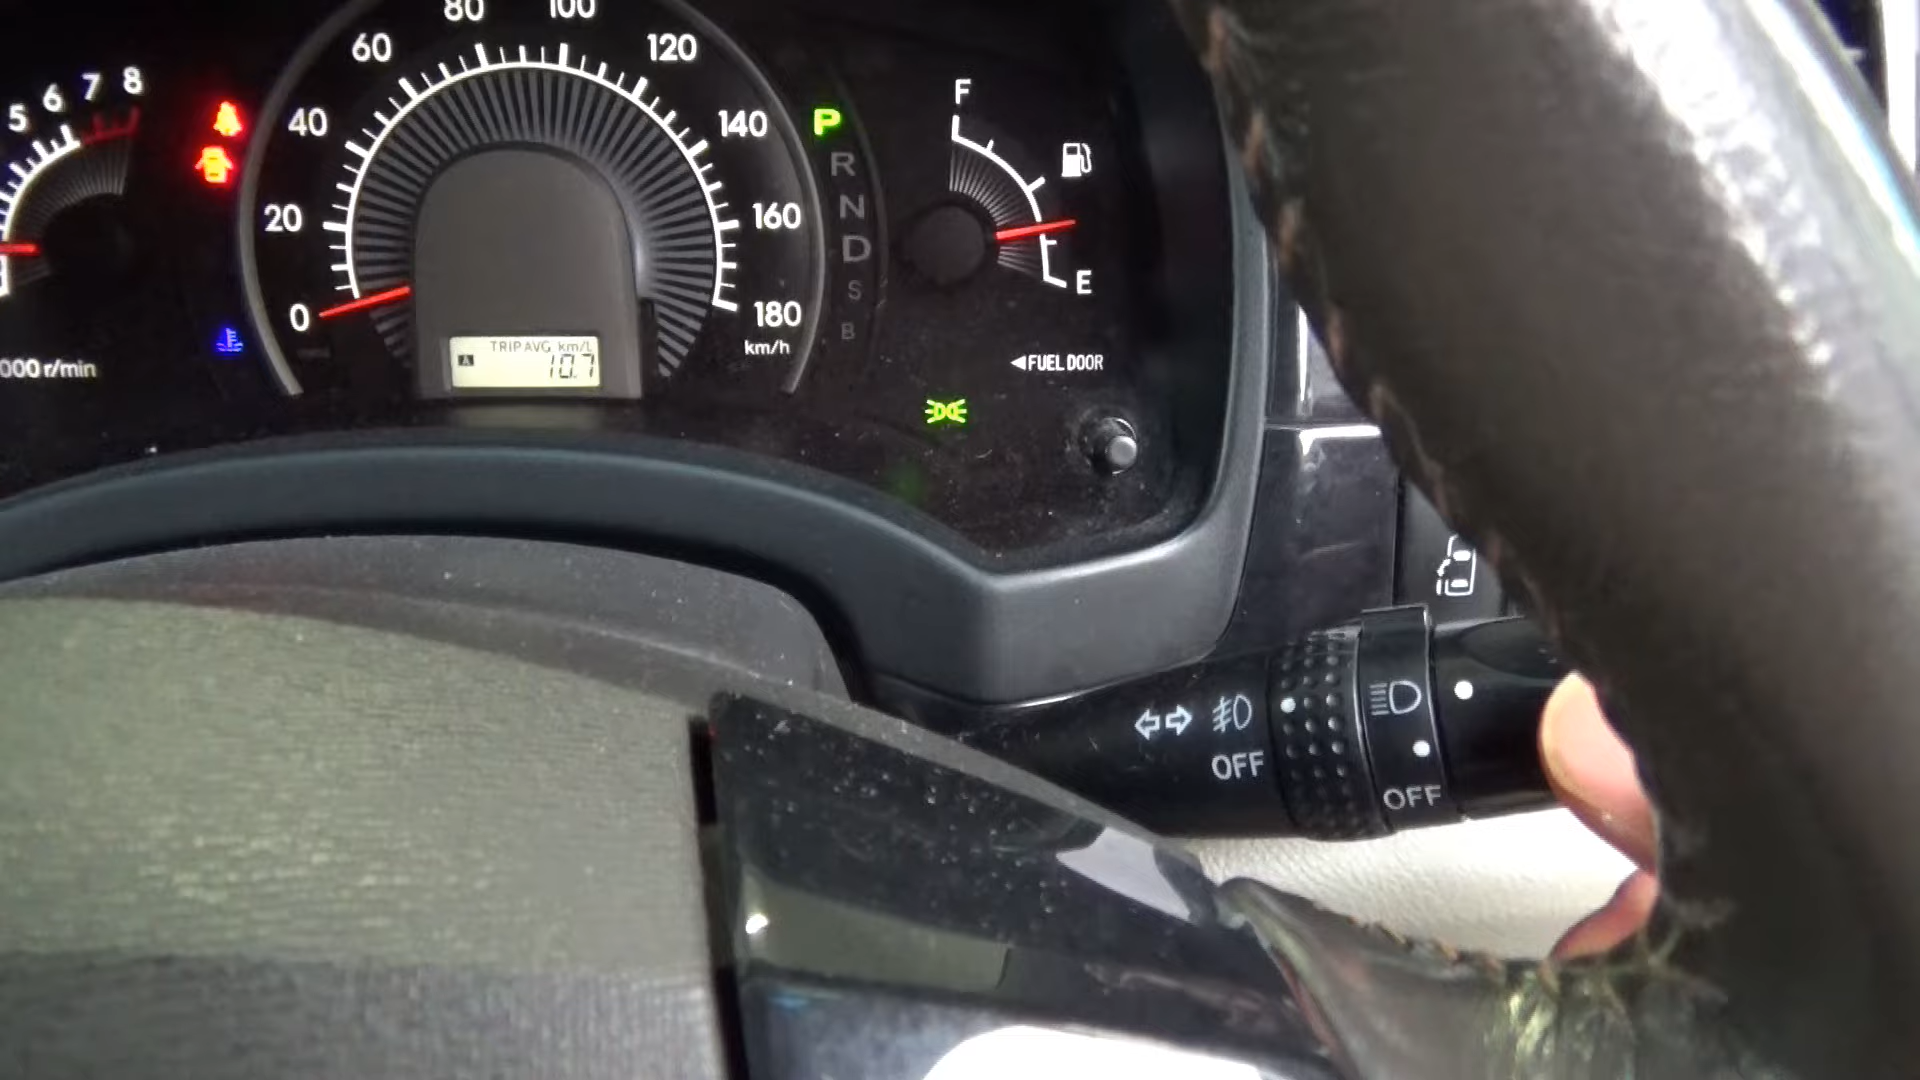 5 6 7 8
000 r/min
0 20 40 60 80 100 120 140 160 180
km/h
TRIP AVG km/L
A 10.7
P
R
N
D
S
B
F
E
◄FUEL DOOR
OFF
OFF